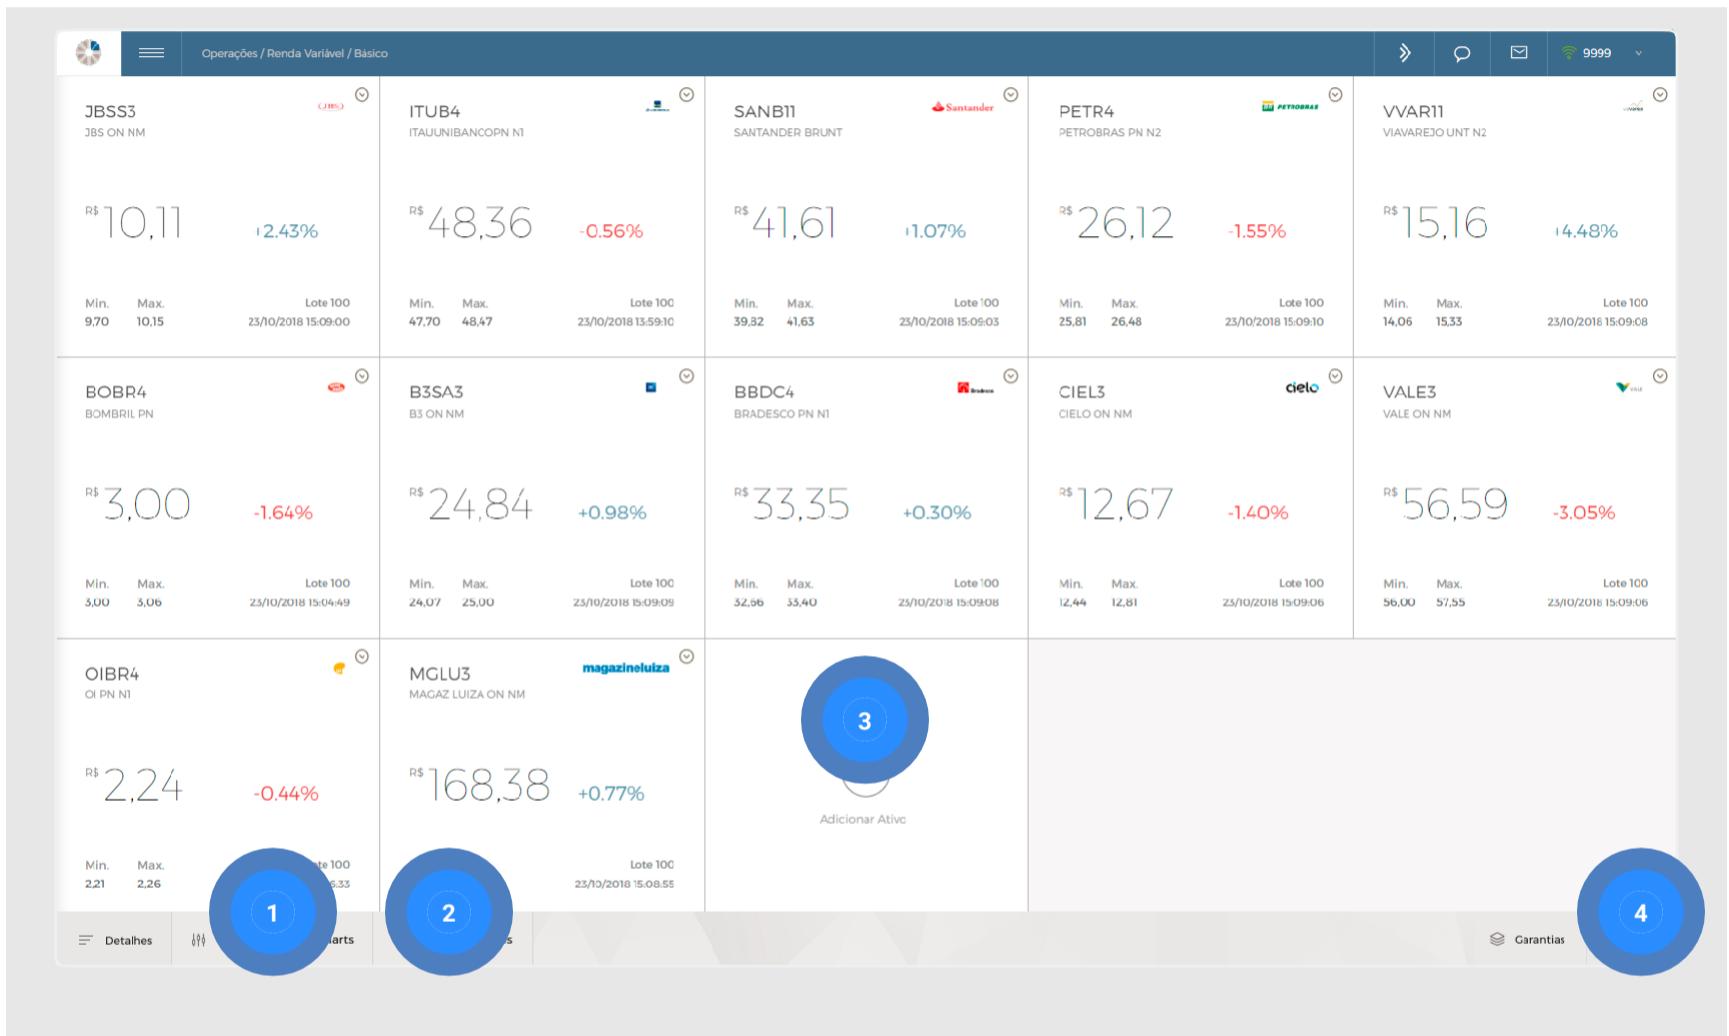 Operações / Renda Variável / Básico
9999
JBSS3
JBS ON NM
R$ 10,11 +2.43%
Min. Max. Lote 100
9,70 10,15 23/10/2018 15:09:00
ITUB4
ITAUUNIBANCOPN N1
R$ 48,36 -0.56%
Min. Max. Lote 100
47,70 48,47 23/10/2018 13:59:10
Santander
SANB11
SANTANDER BRUNT
R$ 41,61 +1.07%
Min. Max. Lote 100
39,82 41,63 23/10/2018 15:09:03
BR PETROBRAS
PETR4
PETROBRAS PN N2
R$ 26,12 -1.55%
Min. Max. Lote 100
25,81 26,48 23/10/2018 15:09:10
VVAR11
VIAVAREJO UNT N2
R$ 15,16 +4.48%
Min. Max. Lote 100
14,06 15,33 23/10/2018 15:09:08
BOBR4
BOMBRIL PN
R$ 3,00 -1.64%
Min. Max. Lote 100
3,00 3,06 23/10/2018 15:04:49
B3SA3
B3 ON NM
R$ 24,84 +0.98%
Min. Max. Lote 100
24,07 25,00 23/10/2018 15:09:09
Bradesco
BBDC4
BRADESCO PN N1
R$ 33,35 +0.30%
Min. Max. Lote 100
32,66 33,40 23/10/2018 15:09:08
cielo
CIEL3
CIELO ON NM
R$ 12,67 -1.40%
Min. Max. Lote 100
12,44 12,81 23/10/2018 15:09:06
VALE
VALE3
VALE ON NM
R$ 56,59 -3.05%
Min. Max. Lote 100
56,00 57,55 23/10/2018 15:09:06
OIBR4
OI PN N1
R$ 2,24 -0.44%
Min. Max. 100
2,21 2,26
magazineluiza
MGLU3
MAGAZ LUIZA ON NM
R$ 168,38 +0.77%
Lote 100
23/10/2018 15:08:55
3
Adicionar Ativo
1
2
4
Detalhes
Garantias